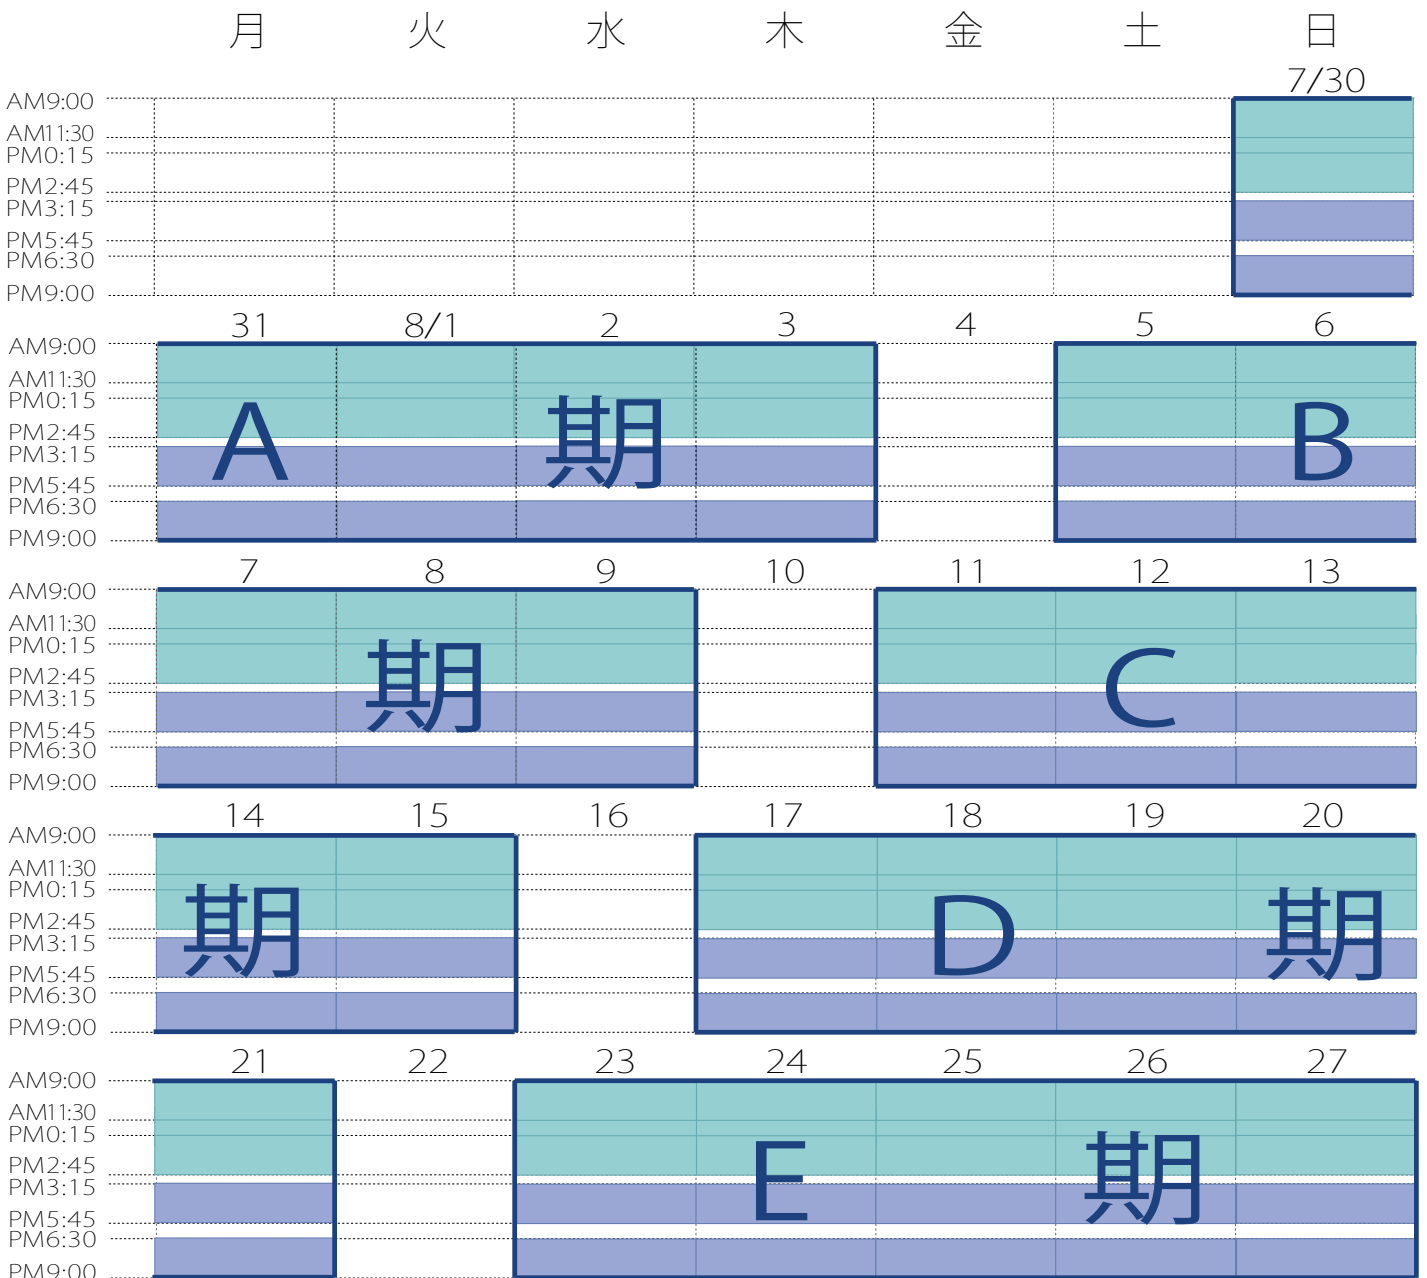 月 火 水 木 金 土 日
7/30
AM9:00
AM11:30
PM0:15
PM2:45
PM3:15
PM5:45
PM6:30
PM9:00
31 8/1 2 3 4 5 6
AM9:00
AM11:30
PM0:15
PM2:45
PM3:15
PM5:45
PM6:30
PM9:00
A 期 B
7 8 9 10 11 12 13
AM9:00
AM11:30
PM0:15
PM2:45
PM3:15
PM5:45
PM6:30
PM9:00
期 C
14 15 16 17 18 19 20
AM9:00
AM11:30
PM0:15
PM2:45
PM3:15
PM5:45
PM6:30
PM9:00
期 D 期
21 22 23 24 25 26 27
AM9:00
AM11:30
PM0:15
PM2:45
PM3:15
PM5:45
PM6:30
PM9:00
E 期